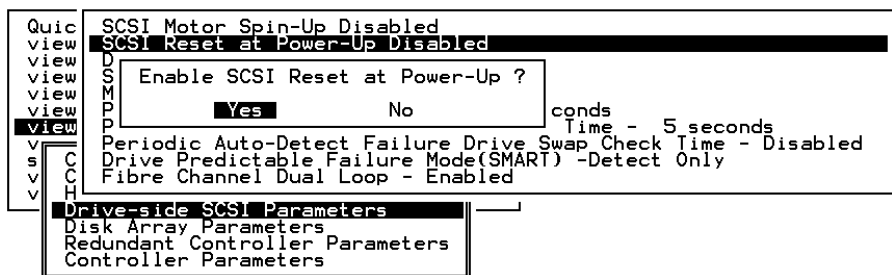 Quic
view
view
view
view
view
view
v
s
v
v
SCSI Motor Spin-Up Disabled
SCSI Reset at Power-Up Disabled
D
S
M
P
P
conds
Time - 5 seconds
Periodic Auto-Detect Failure Drive Swap Check Time - Disabled
Drive Predictable Failure Mode(SMART) -Detect Only
Fibre Channel Dual Loop - Enabled
Enable SCSI Reset at Power-Up ?
Yes No
C
C
H
Drive-side SCSI Parameters
Disk Array Parameters
Redundant Controller Parameters
Controller Parameters